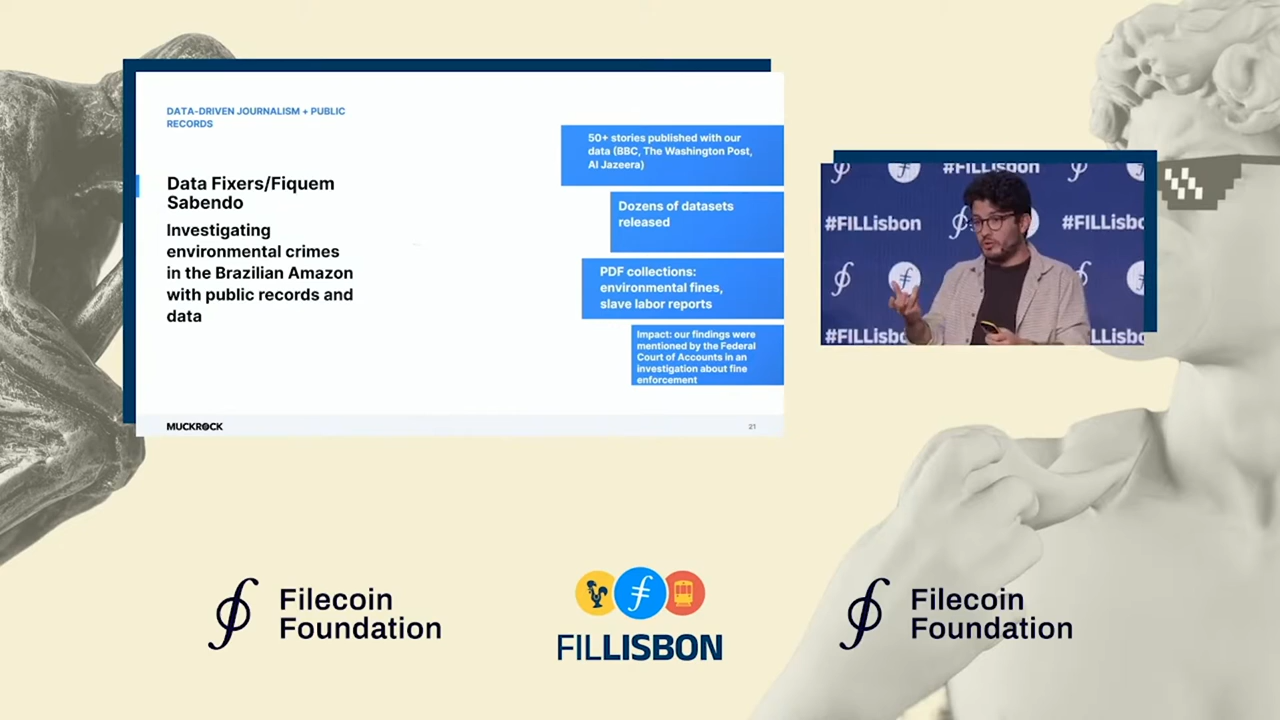 DATA-DRIVEN JOURNALISM + PUBLIC
RECORDS
Data Fixers/Fiquem
Sabendo
Investigating
environmental crimes
in the Brazilian Amazon
with public records and
data
50+ stories published with our
data (BBC, The Washington Post,
Al Jazeera)
Dozens of datasets
released
PDF collections:
environmental fines,
slave labor reports
Impact: our findings were
mentioned by the Federal
Court of Accounts in an
investigation about fine
enforcement
MUCKROCK
21
#FILLisbon
#FILLisbon
#FILLisbc
#FILLisbo
LLisbo
Filecoin
Foundation
FILLISBON
Filecoin
Foundation